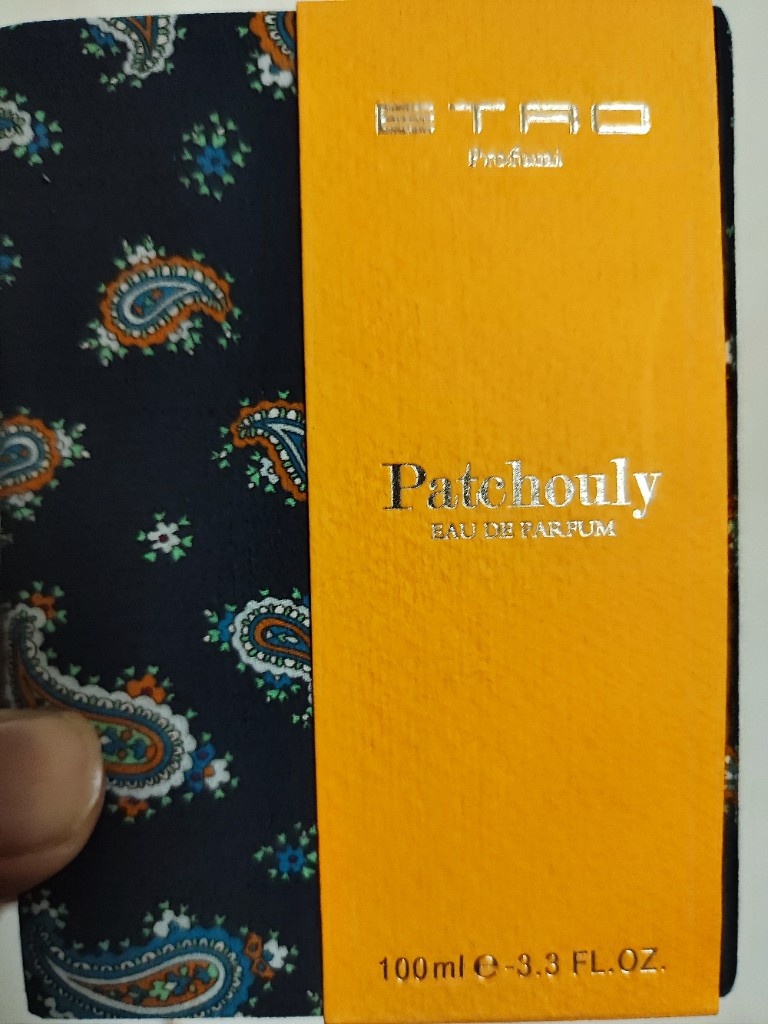 ETRO
Profumi
Patchouly
EAU DE PARFUM
100ml ℮-3.3 FL.OZ.